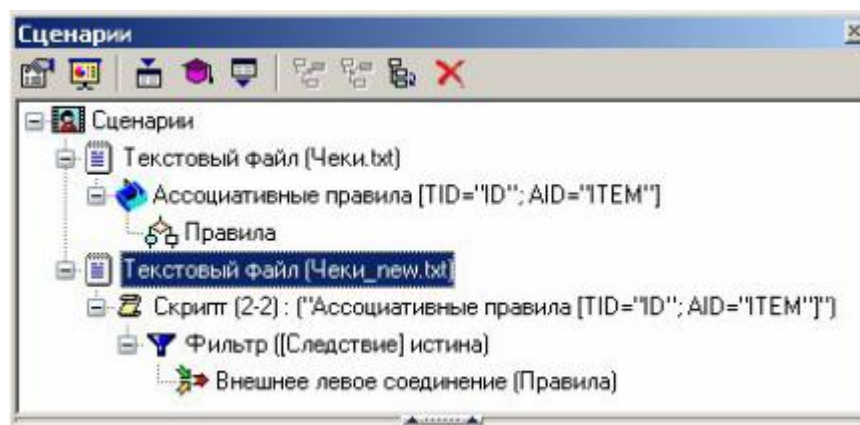 Сценарии
Сценарии
Текстовый файл (Чеки.txt)
Ассоциативные правила [TID="ID"; AID="ITEM"]
Правила
Текстовый файл (Чеки_new.txt)
Скрипт (2-2) : ("Ассоциативные правила [TID="ID"; AID="ITEM"]")
Фильтр ([Следствие] истина)
Внешнее левое соединение (Правила)